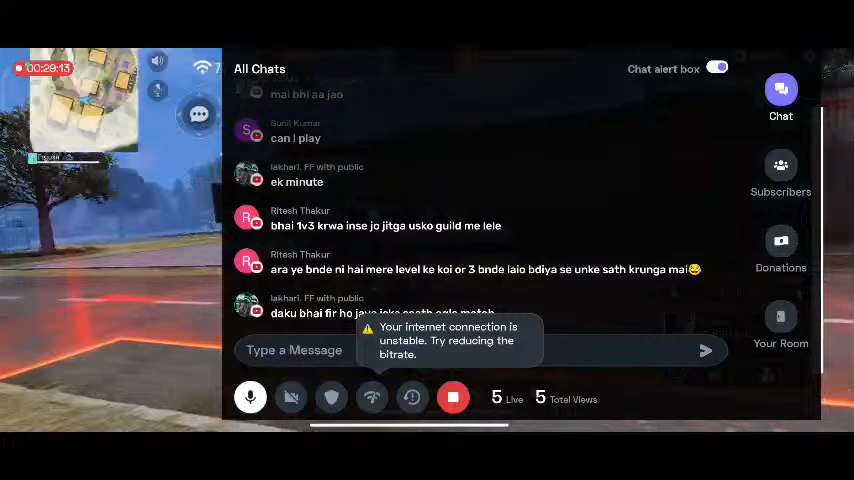 00:29:13
7
All Chats
Chat alert box
mai bhi aa jao
Chat
Sunil Kumar
can I play
lakhari. FF with public
ek minute
Subscribers
Ritesh Thakur
bhai 1v3 krwa inse jo jitga usko guild me lele
Ritesh Thakur
ara ye bnde ni hai mere level ke koi or 3 bnde laio bdiya se unke sath krunga mai😂
Donations
lakhari. FF with public
daku bhai fir ho jaye
Your internet connection is
unstable. Try reducing the
bitrate.
Type a Message
Your Room
5 Live 5 Total Views